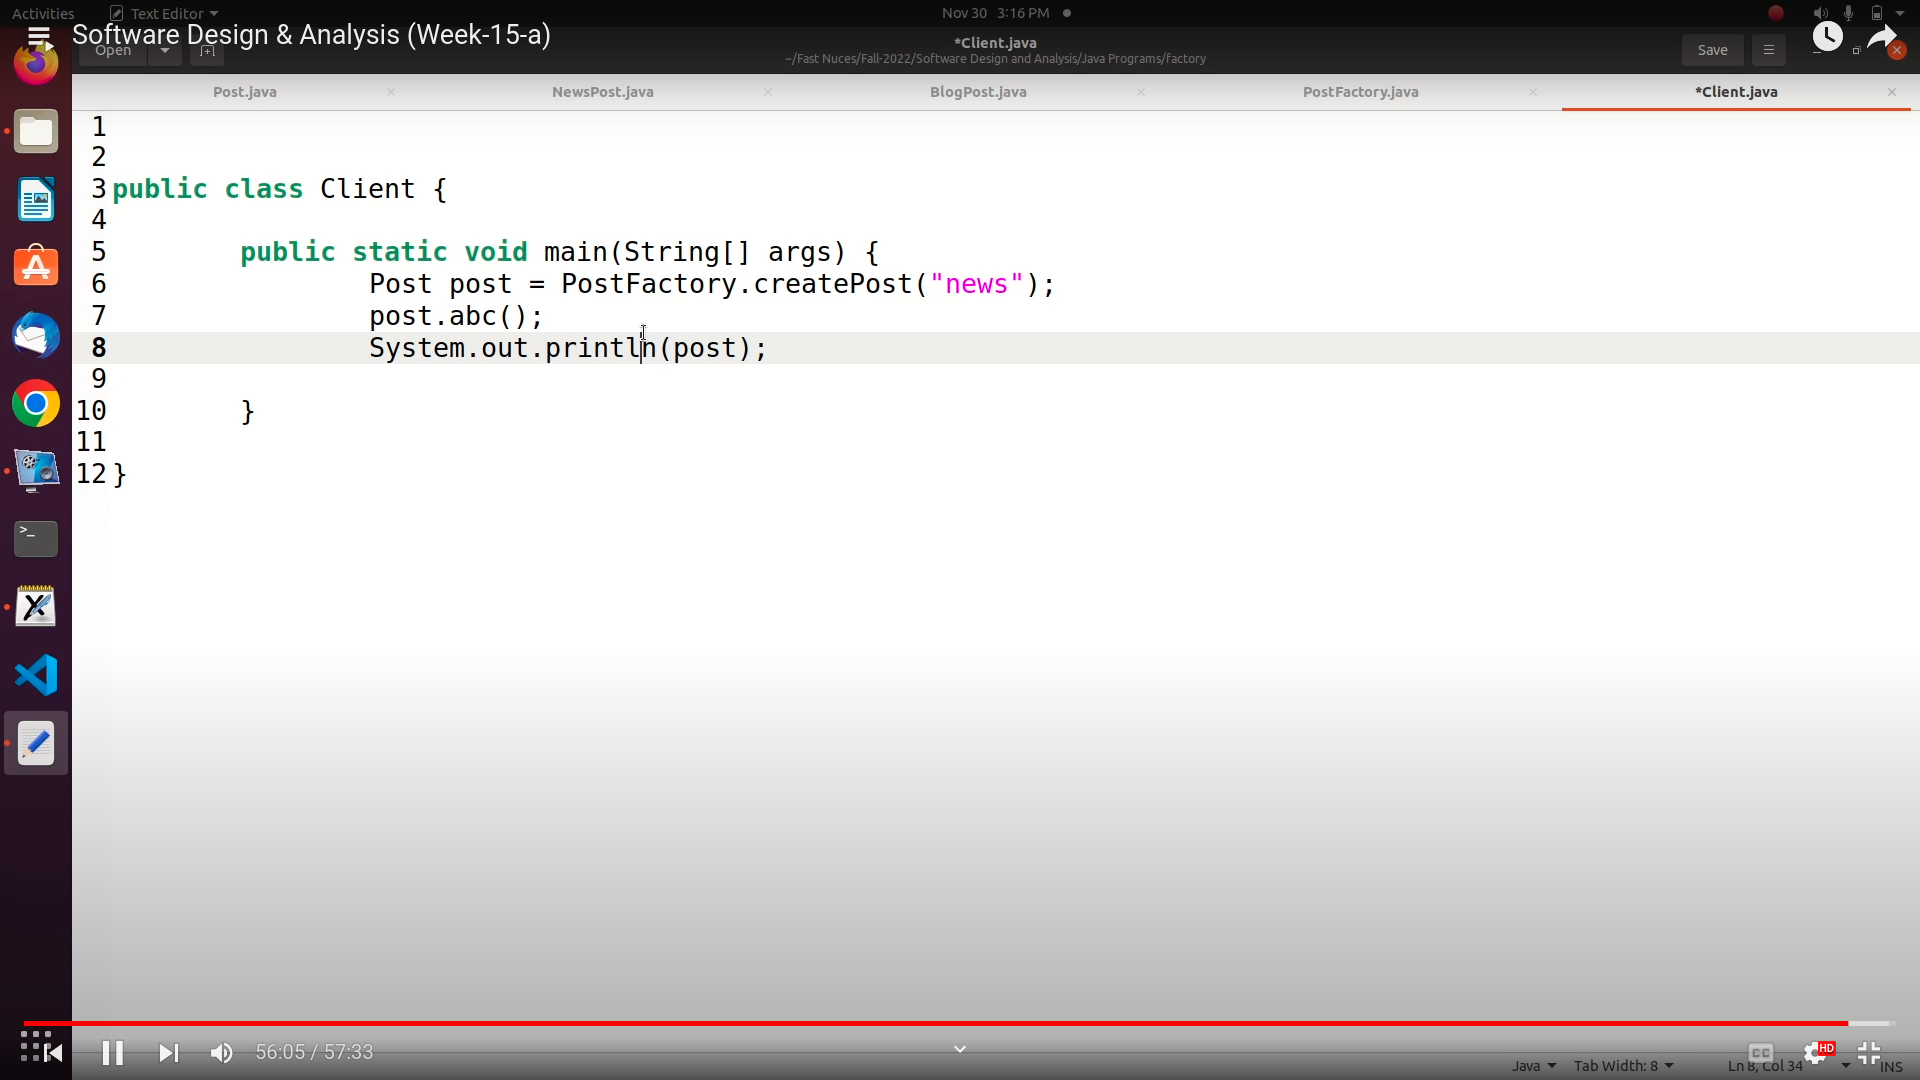 Activities Text Editor Nov 30 3:16 PM
Software Design & Analysis (Week-15-a)
Open *Client.java Save
~/Fast Nuces/Fall-2022/Software Design and Analysis/Java Programs/factory
Post.java NewsPost.java BlogPost.java PostFactory.java *Client.java
1
2
3 public class Client {
4
5 public static void main(String[] args) {
6 Post post = PostFactory.createPost("news");
7 post.abc();
8 System.out.println(post);
9
10 }
11
12 }
56:05 / 57:33 CC HD
Java Tab Width: 8 Ln 8, Col 34 INS